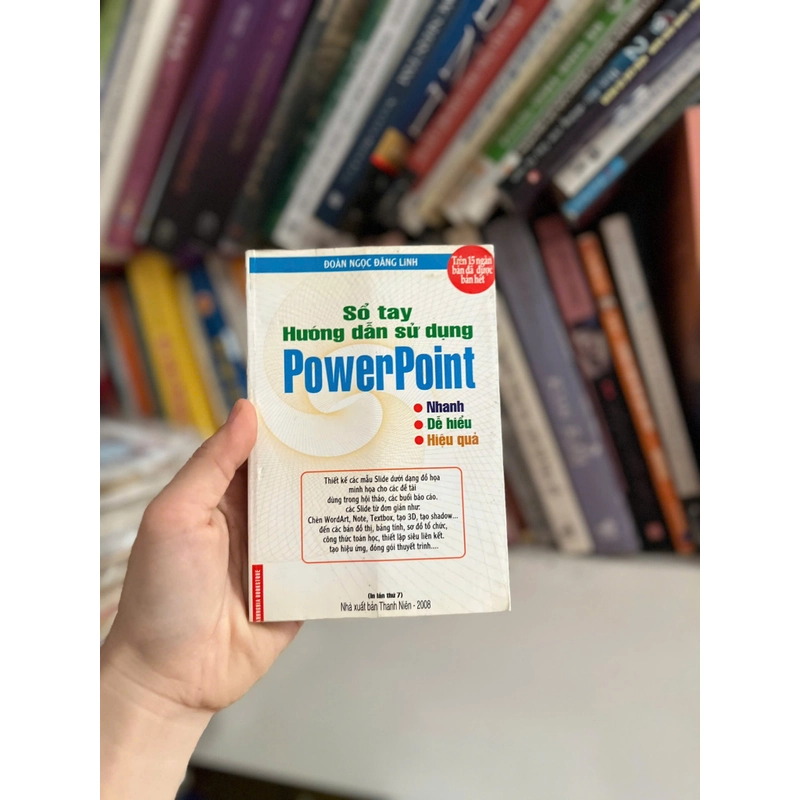 ĐOÀN NGỌC ĐĂNG LINH
Trên 15 ngàn
bản đã được
bán hết
Sổ tay
Hướng dẫn sử dụng
PowerPoint
Nhanh
Dễ hiểu
Hiệu quả
Thiết kế các mẫu Slide dưới dạng đồ họa
minh họa cho các đề tài
dùng trong hội thảo, các buổi báo cáo.
các Slide từ đơn giản như:
Chèn WordArt, Note, Textbox, tạo 3D, tạo shadow...
đến các bản đồ thị, bảng tính, sơ đồ tổ chức,
công thức toán học, thiết lập siêu liên kết.
tạo hiệu ứng, đóng gói thuyết trình....
(In lần thứ 7)
Nhà xuất bản Thanh Niên - 2008